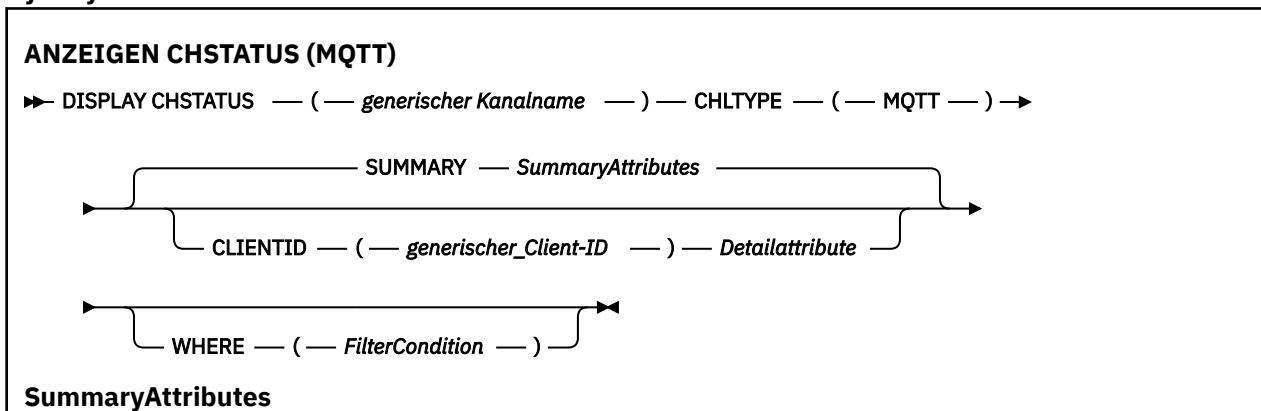 ANZEIGEN CHSTATUS (MQTT)
DISPLAY CHSTATUS ( generischer Kanalname ) CHLTYPE ( MQTT )
SUMMARY SummaryAttributes
CLIENTID ( generischer_Client-ID ) Detailattribute
WHERE ( FilterCondition )
SummaryAttributes